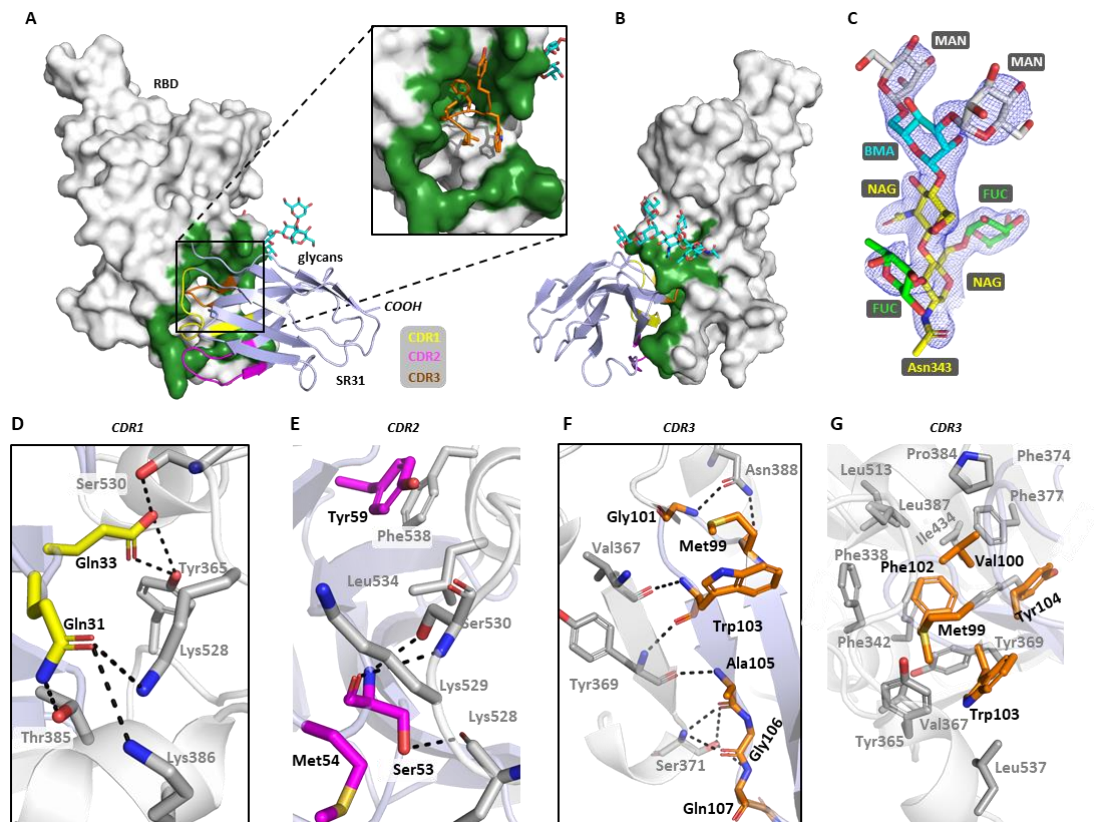 A
B
C
RBD
glycans
COOH
CDR1
CDR2
CDR3
SR31
MAN
MAN
BMA
NAG
FUC
FUC
NAG
Asn343
D
CDR1
Ser530
Gln33
Tyr365
Gln31
Lys528
Thr385
Lys386
E
CDR2
Tyr59
Phe538
Leu534
Ser530
Lys529
Lys528
Met54
Ser53
F
CDR3
Asn388
Gly101
Met99
Val367
Trp103
Tyr369
Ala105
Gly106
Ser371
Gln107
G
CDR3
Pro384
Phe374
Leu513
Phe377
Leu387
Ile434
Phe338
Phe102
Val100
Tyr104
Phe342
Met99
Tyr369
Trp103
Val367
Tyr365
Leu537